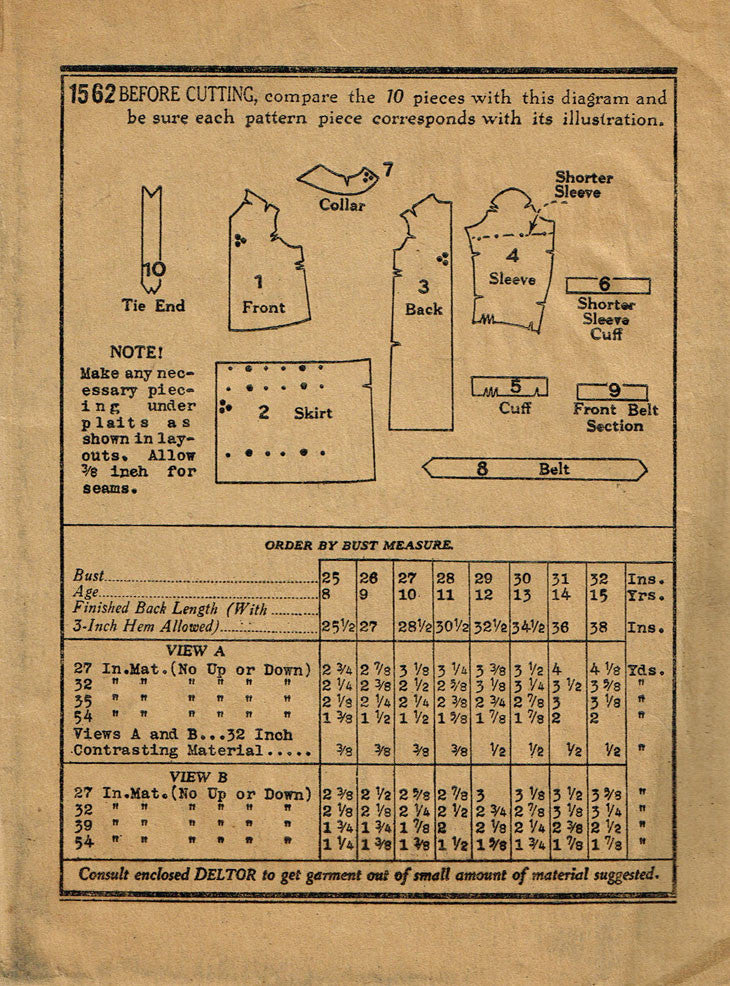 1562 BEFORE CUTTING, compare the 10 pieces with this diagram and
be sure each pattern piece corresponds with its illustration.
7
Collar
Shorter
Sleeve
10
Tie End
1
Front
3
Back
4
Sleeve
6
Shorter
Sleeve
Cuff
NOTE!
Make any nec-
essary piec-
ing under
plaits as
shown in lay-
outs. Allow
3/8 inch for
seams.
2 Skirt
5
Cuff
9
Front Belt
Section
8 Belt
ORDER BY BUST MEASURE.
Bust 25 26 27 28 29 30 31 32 Ins.
Age 8 9 10 11 12 13 14 15 Yrs.
Finished Back Length (With
3-Inch Hem Allowed) 25 1/2 27 28 1/2 30 1/2 32 1/2 34 1/2 36 38 Ins.
VIEW A
27 In. Mat. (No Up or Down) 2 3/4 2 7/8 3 1/8 3 1/4 3 3/8 3 1/2 4 4 1/8 Yds.
32 " " " " " " 2 1/4 2 3/8 2 1/2 2 5/8 3 1/8 3 1/4 3 1/2 3 5/8 "
35 " " " " " " 2 1/8 2 1/4 2 1/4 2 3/8 2 3/4 2 7/8 3 3 1/8 "
54 " " " " " " 1 3/8 1 1/2 1 1/2 1 5/8 1 7/8 1 7/8 2 2 "
Views A and B...32 Inch
Contrasting Material..... 3/8 3/8 3/8 3/8 1/2 1/2 1/2 1/2 "
VIEW B
27 In. Mat. (No Up or Down) 2 3/8 2 1/2 2 5/8 2 7/8 3 3 1/8 3 1/2 3 5/8 "
32 " " " " " " 2 1/8 2 1/8 2 1/4 2 1/2 2 3/4 2 7/8 3 1/8 3 1/4 "
39 " " " " " " 1 3/4 1 3/4 1 7/8 2 2 1/8 2 1/4 2 3/8 2 1/2 "
54 " " " " " " 1 1/4 1 3/8 1 3/8 1 1/2 1 5/8 1 3/4 1 7/8 1 7/8 "
Consult enclosed DELTOR to get garment out of small amount of material suggested.